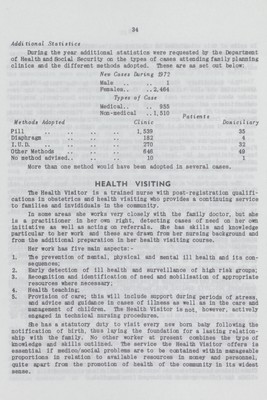 34
Additional Statistics
During the year additional statistics were requested by the Department
of Health and Social Security on the types of cases attending family planning
clinics and the different methods adopted. These are as set out below:
New Cases During 1972
Male .. .. 1
Females.. .. 2,464
Types of Case
Medical.. .. 955
Non-medical .. 1,510
Patients
Methods Adopted Clinic Domiciliary
Pill .. .. .. .. 1,539 35
Diaphragm .. .. .. 182 4
I.U.D. .. .. .. .. 270 32
Other Methods .. .. .. 646 49
No method advised.. .. .. 10 1
More than one method would have been adopted in several cases.
HEALTH VISITING
The Health Visitor is a trained nurse with post-registration qualifi-
cations in obstetrics and health visiting who provides a continuing service
to families and individuals in the community.
In some areas she works very closely with the family doctor, but she
is a practitioner in her own right, detecting cases of need on her own
initiative as well as acting on referrals. She has skills and knowledge
particular to her work and these are drawn from her nursing background and
from the additional preparation in her health visiting course.
Her work has five main aspects:-
1. The prevention of mental, physical and mental ill health and its con-
sequences;
2. Early detection of ill health and surveillance of high risk groups;
3. Recognition and identification of need and mobilisation of appropriate
resources where necessary;
4. Health teaching;
5. Provision of care; this will include support during periods of stress,
and advice and guidance in cases of illness as well as in the care and
management of children. The Health Visitor is not, however, actively
engaged in technical nursing procedures.
She has a statutory duty to visit every new born baby following the
notification of birth, thus laying the foundation for a lasting relation-
ship with the family. No other worker at present combines the type of
knowledge and skills outlined. The service the Health Visitor offers is
essential if medico/social problems are to be contained within manageable
proportions in relation to available resources in money and personnel,
quite apart from the promotion of health of the community in its widest
sense.